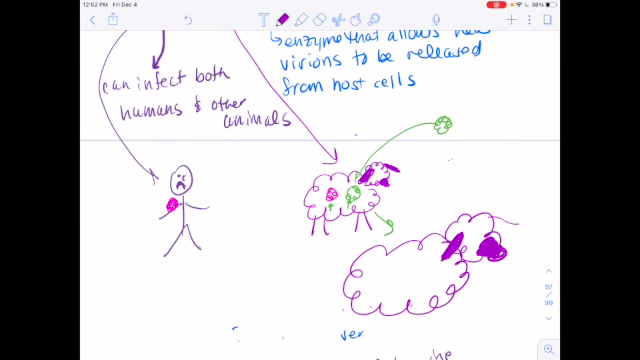 12:52 PM Fri Dec 4
38%
↳enzyme that allows
virions to be released
from host cells
can infect both
humans & other
animals
97
99
ver
the